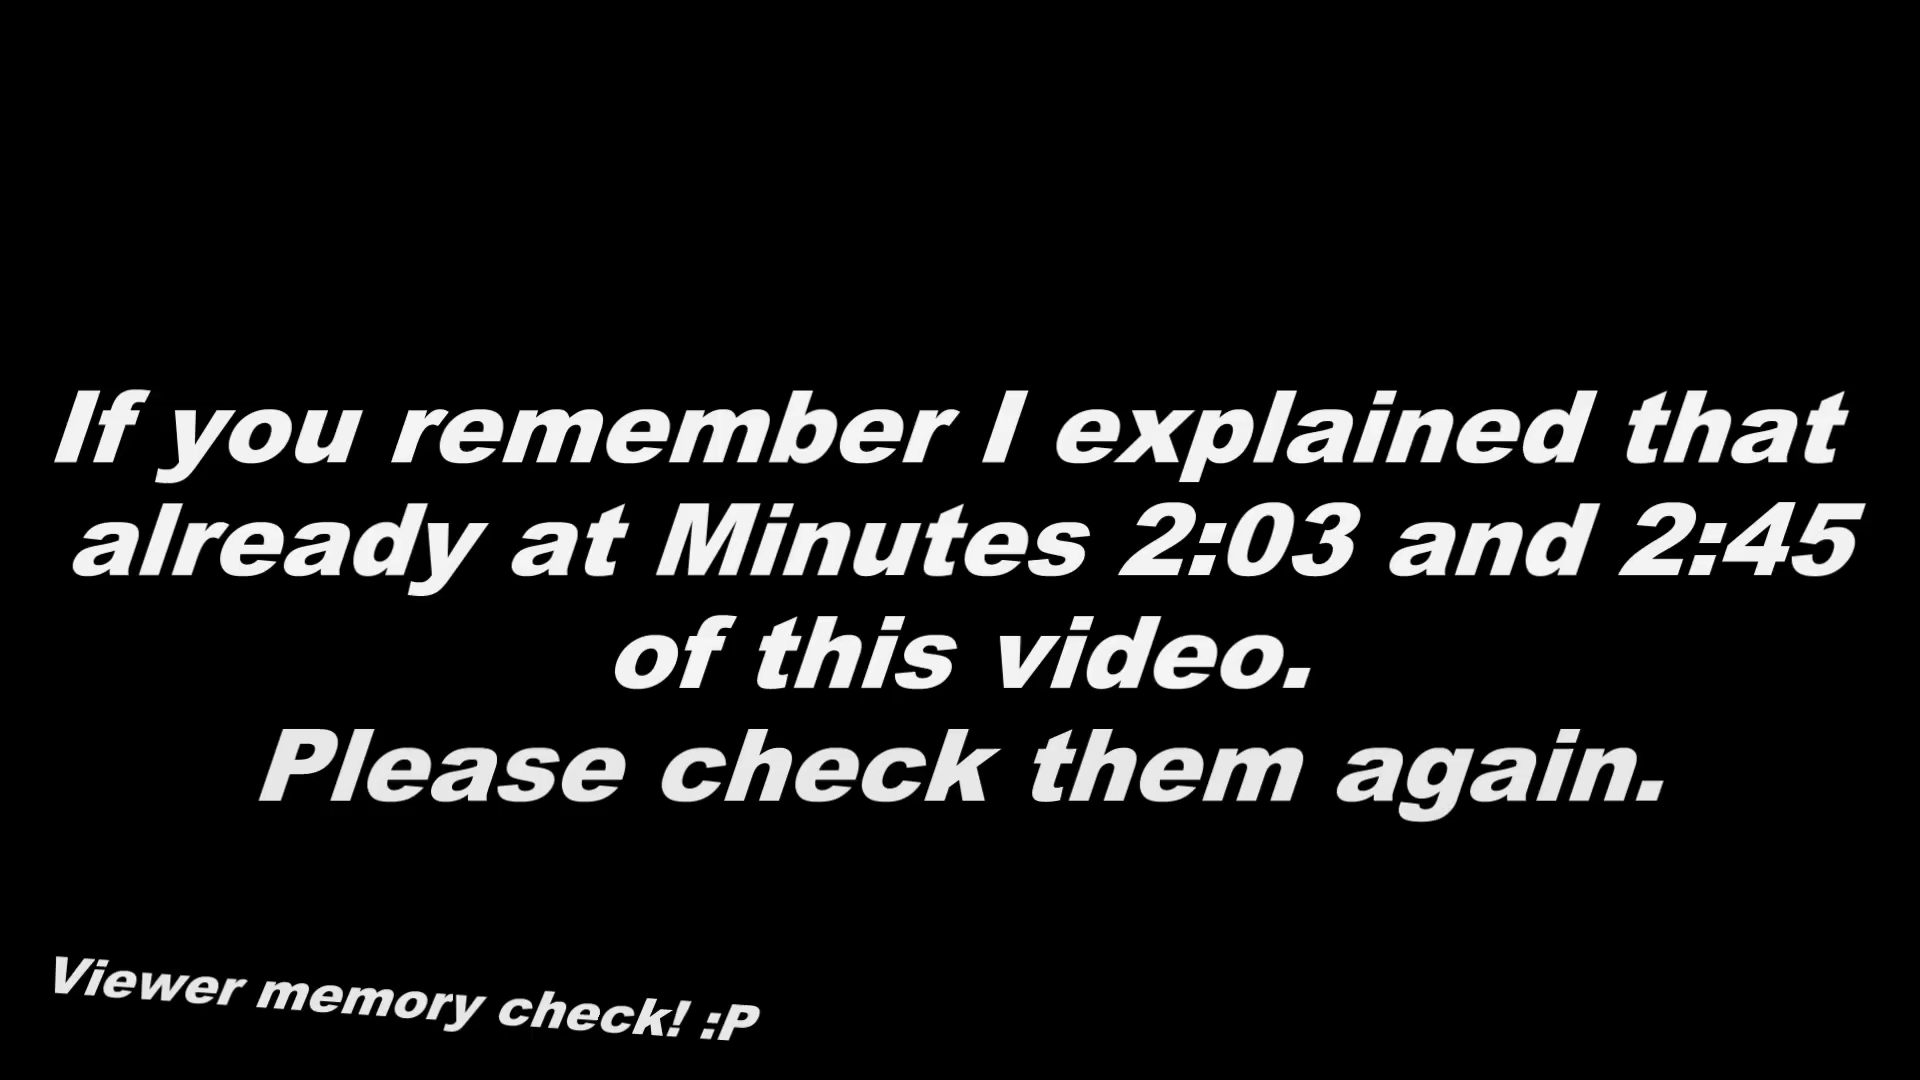 If you remember I explained that
already at Minutes 2:03 and 2:45
of this video.
Please check them again.
Viewer memory check! :P